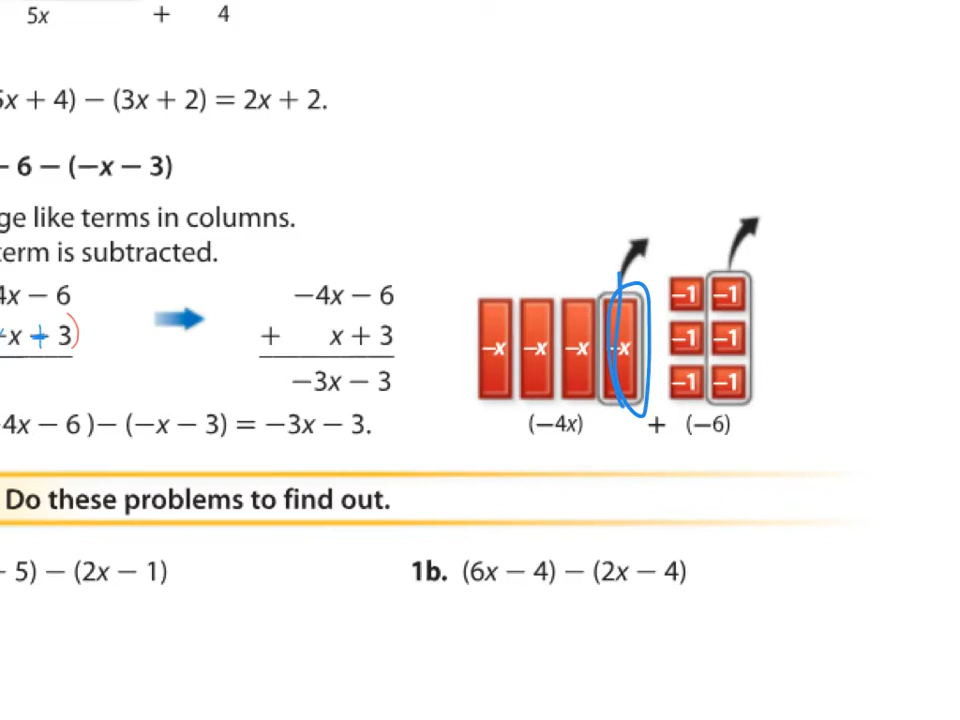 5x + 4
x + 4) − (3x + 2) = 2x + 2.
− 6 − (−x − 3)
ge like terms in columns.
term is subtracted.
4x − 6
−4x − 6
x + 3)
+ x + 3
−3x − 3
4x − 6 )− (−x − 3) = −3x − 3.
−x −x −x −x
−1 −1
−1 −1
−1 −1
(−4x) + (−6)
Do these problems to find out.
- 5) − (2x − 1)
1b. (6x − 4) − (2x − 4)